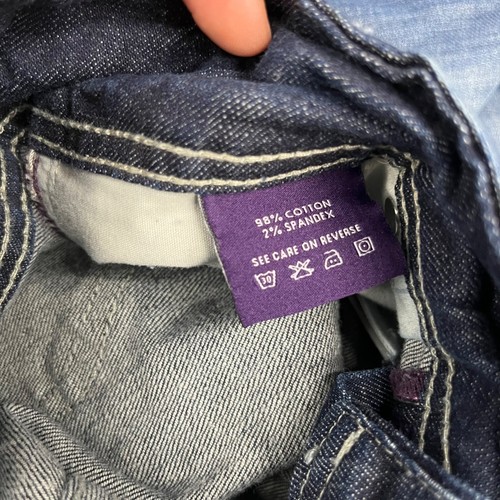 98% COTTON
2% SPANDEX
SEE CARE ON REVERSE
30